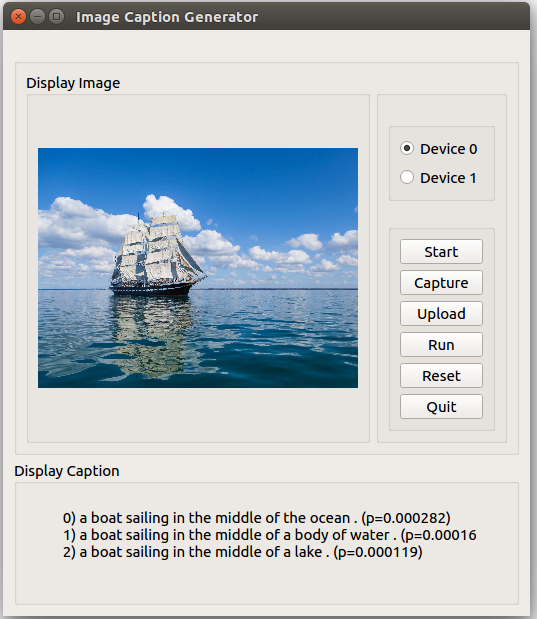 Image Caption Generator
Display Image
Device 0
Device 1
Start
Capture
Upload
Run
Reset
Quit
Display Caption
0) a boat sailing in the middle of the ocean . (p=0.000282)
1) a boat sailing in the middle of a body of water . (p=0.00016
2) a boat sailing in the middle of a lake . (p=0.000119)